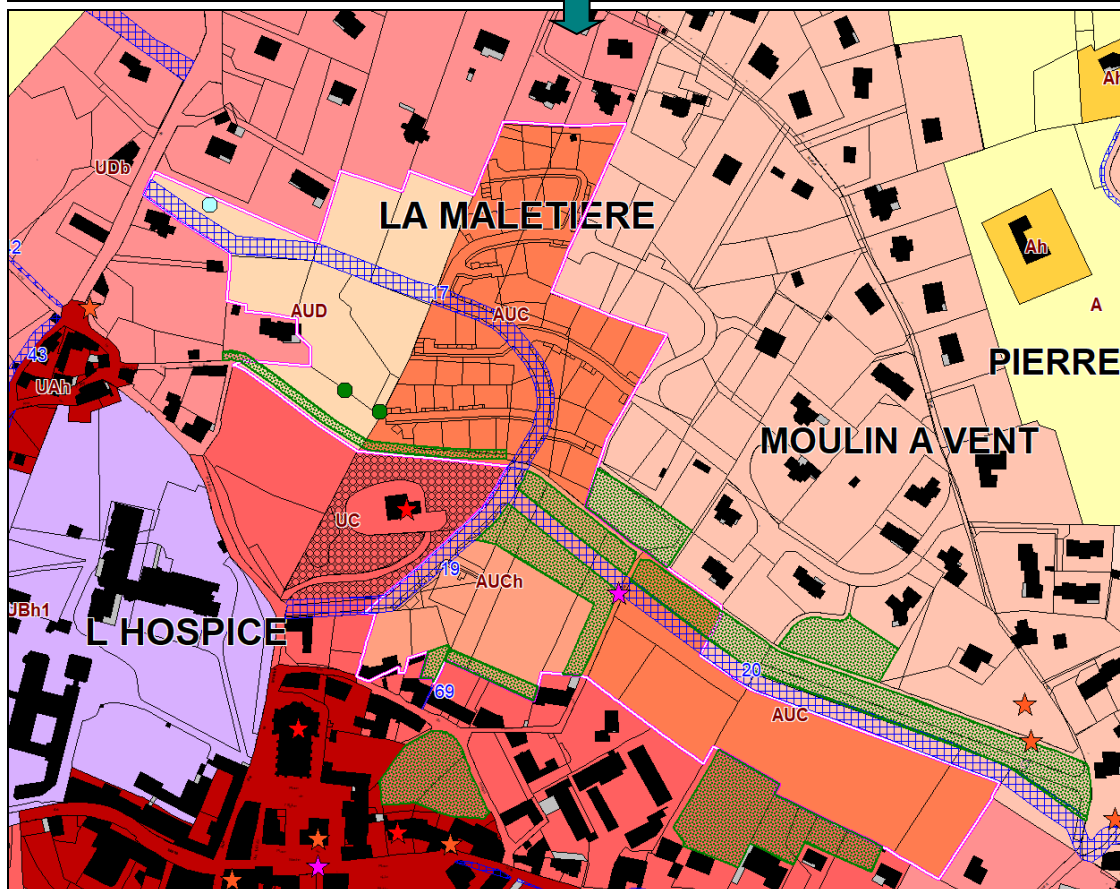 Ah
UDb
LA MALETIERE
2
Ah
17
AUD
AUC
A
43
PIERRE
UAh
MOULIN A VENT
UC
19
AUCh
UBh1
L HOSPICE
20
69
AUC